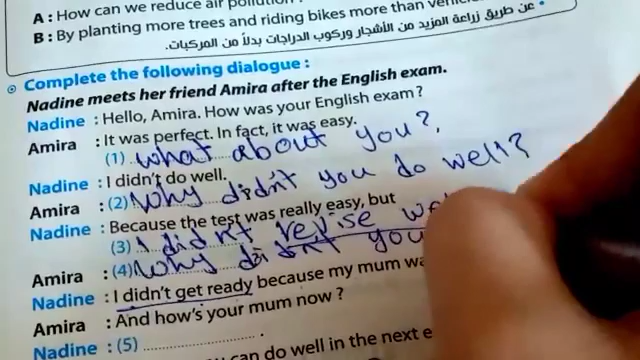 A : How can we reduce air pollution
B : By planting more trees and riding bikes more than
عن طريق زراعة المزيد من الأشجار وركوب الدراجات بدلاً من المركبات.
Complete the following dialogue :
Nadine meets her friend Amira after the English exam.
Nadine : Hello, Amira. How was your English exam ?
Amira : It was perfect. In fact, it was easy.
(1) what about you?,
Nadine : I didn't do well.
Amira : (2) Why didn't you do well?
Nadine : Because the test was really easy, but
(3) I didn't revise
Amira : (4) Why didn't you
Nadine : I didn't get ready because my mum
Amira : And how's your mum now ?
Nadine : (5)
can do well in the next